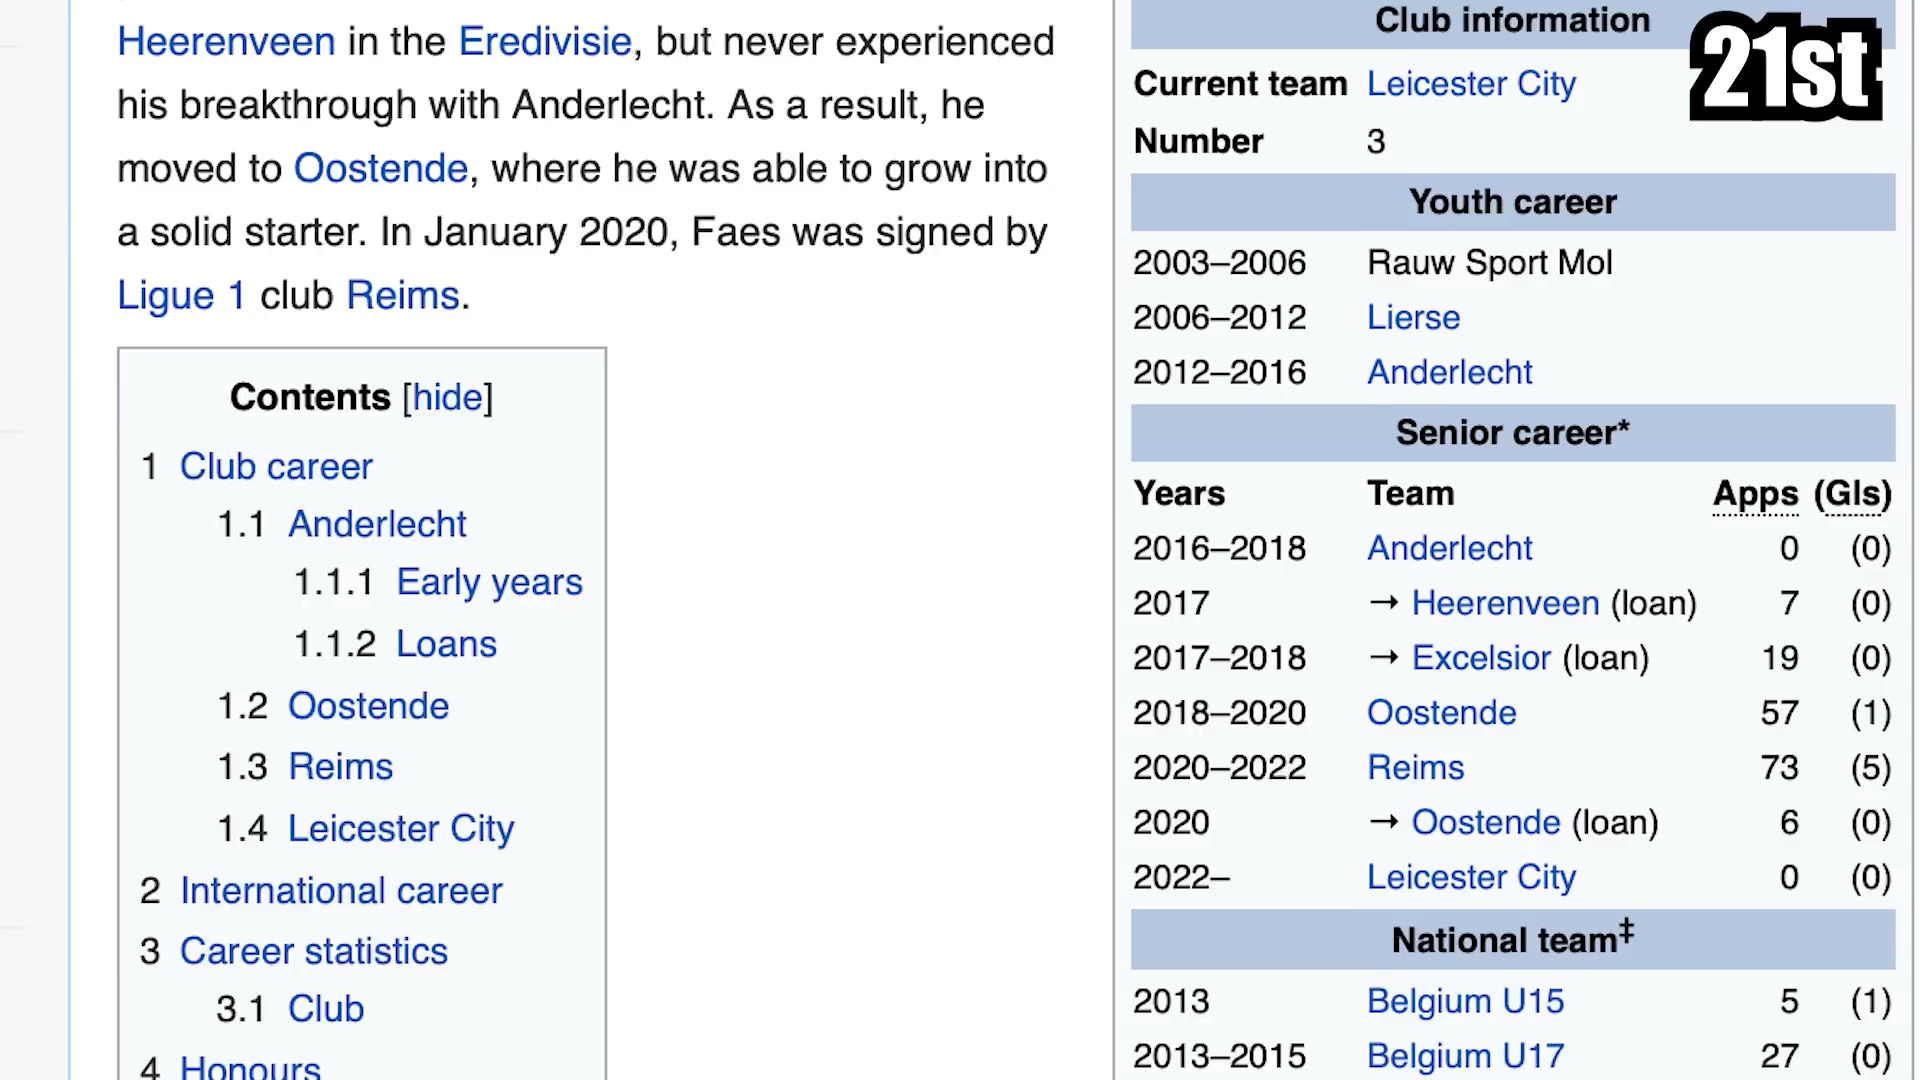 Heerenveen in the Eredivisie, but never experienced
his breakthrough with Anderlecht. As a result, he
moved to Oostende, where he was able to grow into
a solid starter. In January 2020, Faes was signed by
Ligue 1 club Reims.
Contents [hide]
1 Club career
1.1 Anderlecht
1.1.1 Early years
1.1.2 Loans
1.2 Oostende
1.3 Reims
1.4 Leicester City
2 International career
3 Career statistics
3.1 Club
4 Honours
Club information
21st
Current team Leicester City
Number 3
Youth career
2003–2006 Rauw Sport Mol
2006–2012 Lierse
2012–2016 Anderlecht
Senior career*
Years Team Apps (Gls)
2016–2018 Anderlecht 0 (0)
2017 → Heerenveen (loan) 7 (0)
2017–2018 → Excelsior (loan) 19 (0)
2018–2020 Oostende 57 (1)
2020–2022 Reims 73 (5)
2020 → Oostende (loan) 6 (0)
2022– Leicester City 0 (0)
National team‡
2013 Belgium U15 5 (1)
2013–2015 Belgium U17 27 (0)